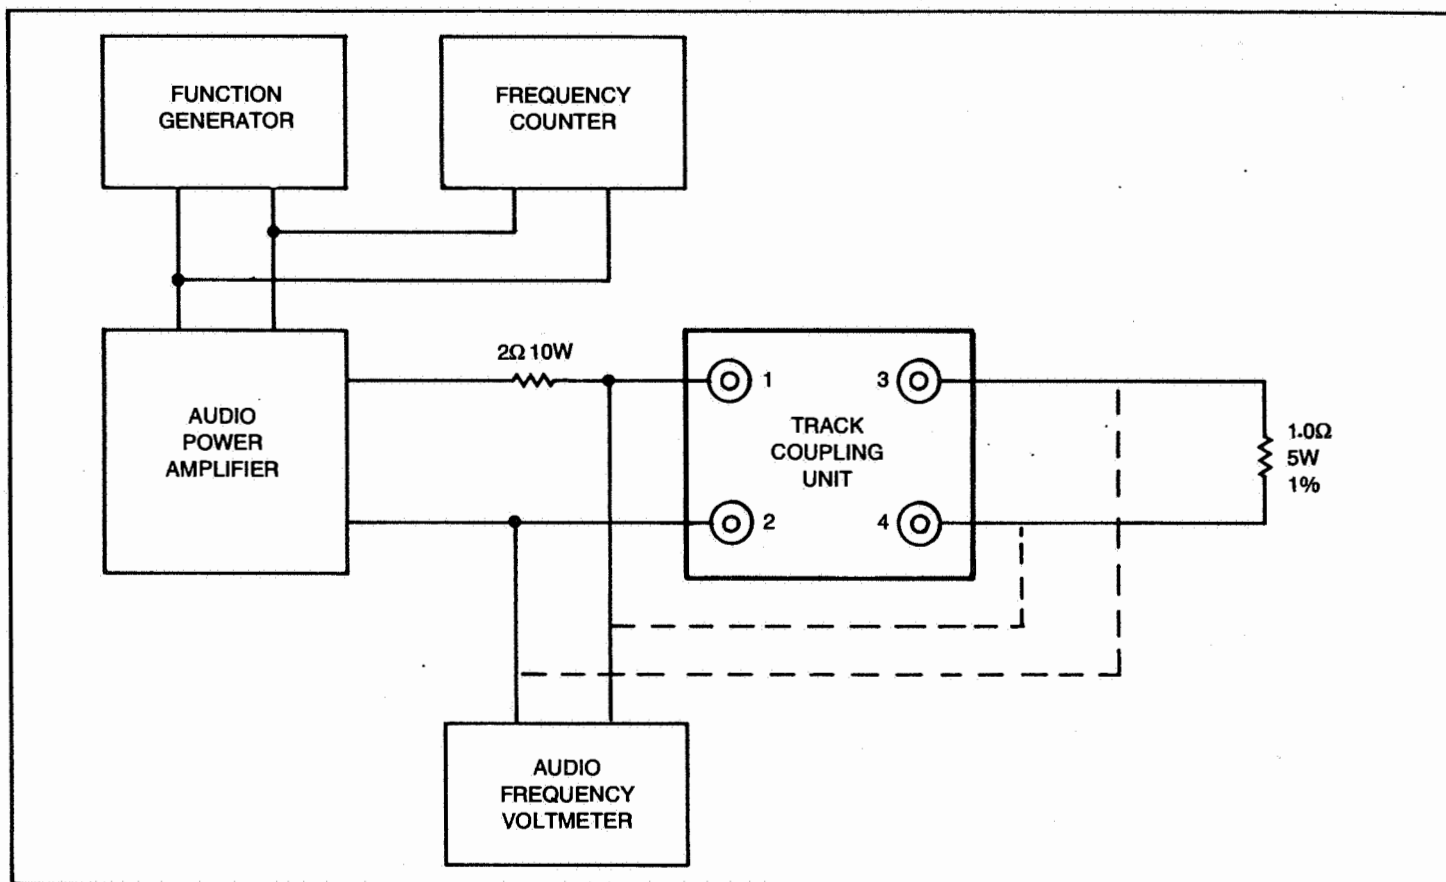 FUNCTION
GENERATOR
FREQUENCY
COUNTER
AUDIO
POWER
AMPLIFIER
2Ω 10W
1
2
3
4
TRACK
COUPLING
UNIT
1.0Ω
5W
1%
AUDIO
FREQUENCY
VOLTMETER